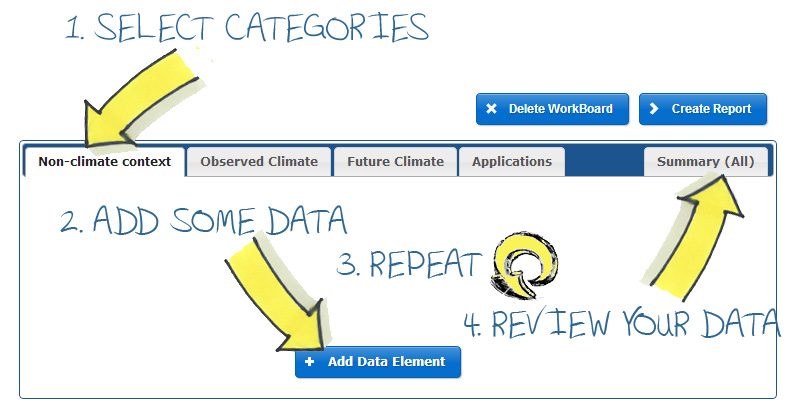 1. SELECT CATEGORIES
Delete WorkBoard
Create Report
Non-climate context
Observed Climate
Future Climate
Applications
Summary (All)
2. ADD SOME DATA
3. REPEAT
4. REVIEW YOUR DATA
Add Data Element